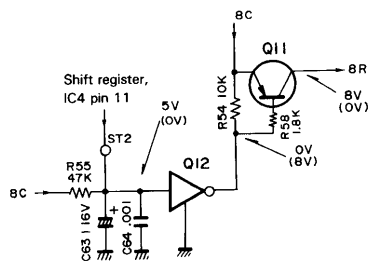 8C
Q11
8R
Shift register,
IC4 pin 11
5V
(0V)
R54 10K
R58
1.8K
8V
(0V)
ST2
0V
(8V)
R55
47K
Q12
8C
+
C63 1 16V
C64 .001